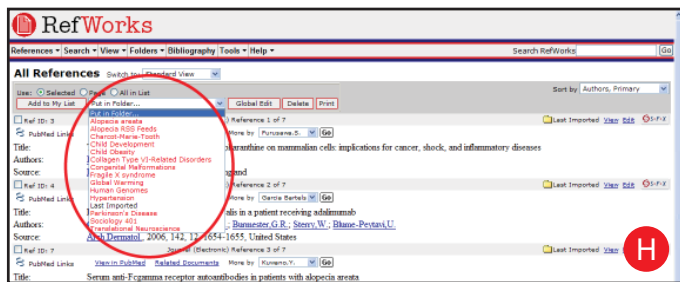 RefWorks
References Search View Folders Bibliography Tools Help Search RefWorks Go
All References Switch to: Standard View
Use: Selected Page All in List Sort by Authors, Primary
Add to My List Put in Folder... Global Edit Delete Print
Put in Folder...
Alopecia areata
Alopecia RSS Feeds
Charcot-Marie-Tooth
Child Development
Child Obesity
Collagen Type VI-Related Disorders
Congenital Malformations
Fragile X syndrome
Global Warming
Human Genomes
Hypertension
Last Imported
Parkinson's Disease
Sociology 401
Translational Neuroscience
Ref ID: 3 Reference 1 of 7 Last Imported View Edit S-F-X
PubMed Links More by Furusana.S. Go
Title: pharanthine on mammalian cells: implications for cancer, shock, and inflammatory diseases
Authors:
Source: gland
Ref ID: 4 Reference 2 of 7 Last Imported View Edit S-F-X
PubMed Links More by Garcia Bartels Go
Title: alis in a patient receiving adalimumab
Authors: ; Burmester,G.R.; Sterry,W.; Blume-Peytavi,U.
Source: Arch.Dermatol., 2006, 142, 12, 1654-1655, United States
Ref ID: 7 Journal (Electronic) Reference 3 of 7 Last Imported View Edit S-F-X
PubMed Links View in PubMed Related Documents More by Kuwano.Y. Go
Title: Serum anti-Fcgamma receptor autoantibodies in patients with alopecia areata
H